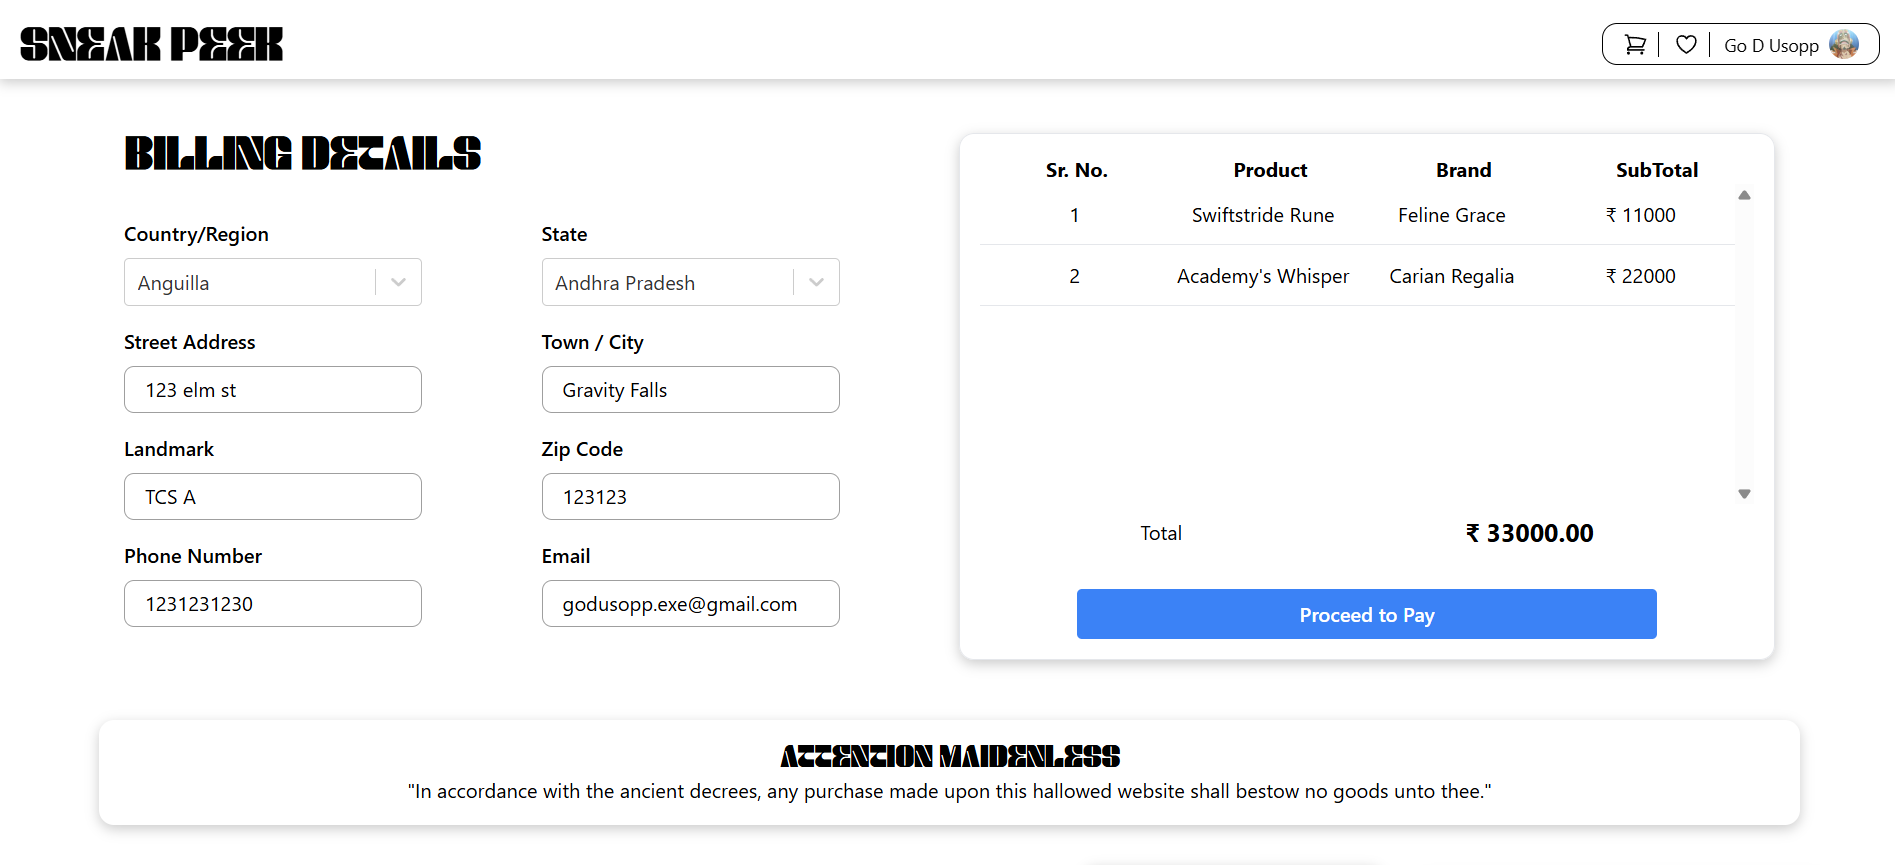 SNEAK PEEK
Go D Usopp
BILLING DETAILS
Country/Region State
Anguilla Andhra Pradesh
Street Address Town / City
123 elm st Gravity Falls
Landmark Zip Code
TCS A 123123
Phone Number Email
1231231230 godusopp.exe@gmail.com
Sr. No. Product Brand SubTotal
1 Swiftstride Rune Feline Grace ₹ 11000
2 Academy's Whisper Carian Regalia ₹ 22000
Total ₹ 33000.00
Proceed to Pay
ATTENTION MAIDENLESS
"In accordance with the ancient decrees, any purchase made upon this hallowed website shall bestow no goods unto thee."